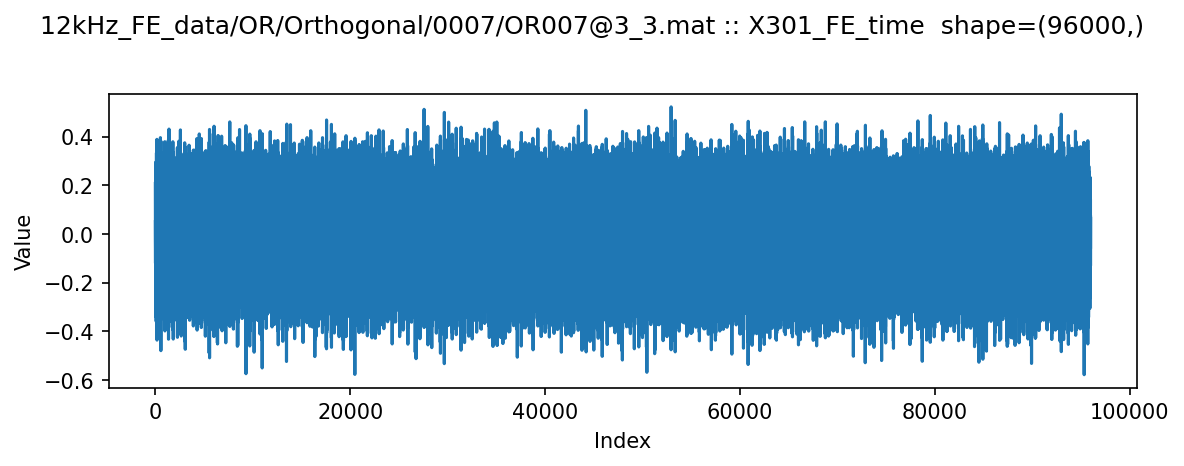 12kHz_FE_data/OR/Orthogonal/0007/OR007@3_3.mat :: X301_FE_time  shape=(96000,)
0.4
0.2
0.0
−0.2
−0.4
−0.6
Value
0 20000 40000 60000 80000 100000
Index